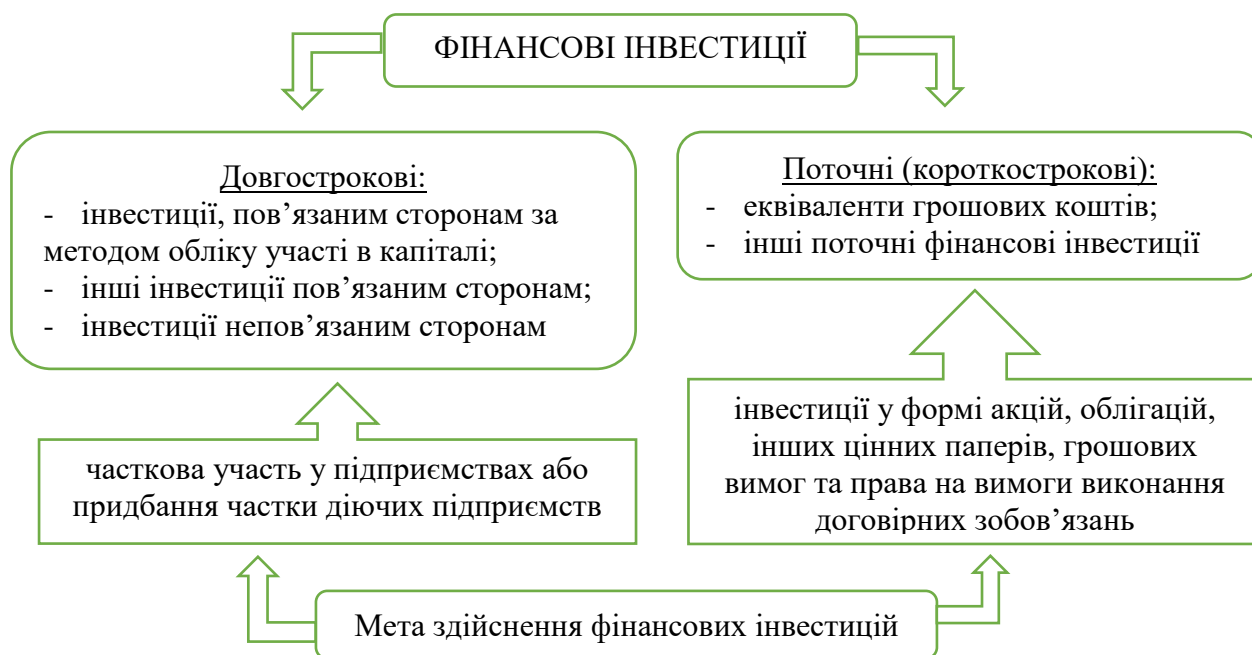 ФІНАНСОВІ ІНВЕСТИЦІЇ
Довгострокові:
- інвестиції, пов’язаним сторонам за
методом обліку участі в капіталі;
- інші інвестиції пов’язаним сторонам;
- інвестиції непов’язаним сторонам
Поточні (короткострокові):
- еквіваленти грошових коштів;
- інші поточні фінансові інвестиції
часткова участь у підприємствах або
придбання частки діючих підприємств
інвестиції у формі акцій, облігацій,
інших цінних паперів, грошових
вимог та права на вимоги виконання
договірних зобов’язань
Мета здійснення фінансових інвестицій